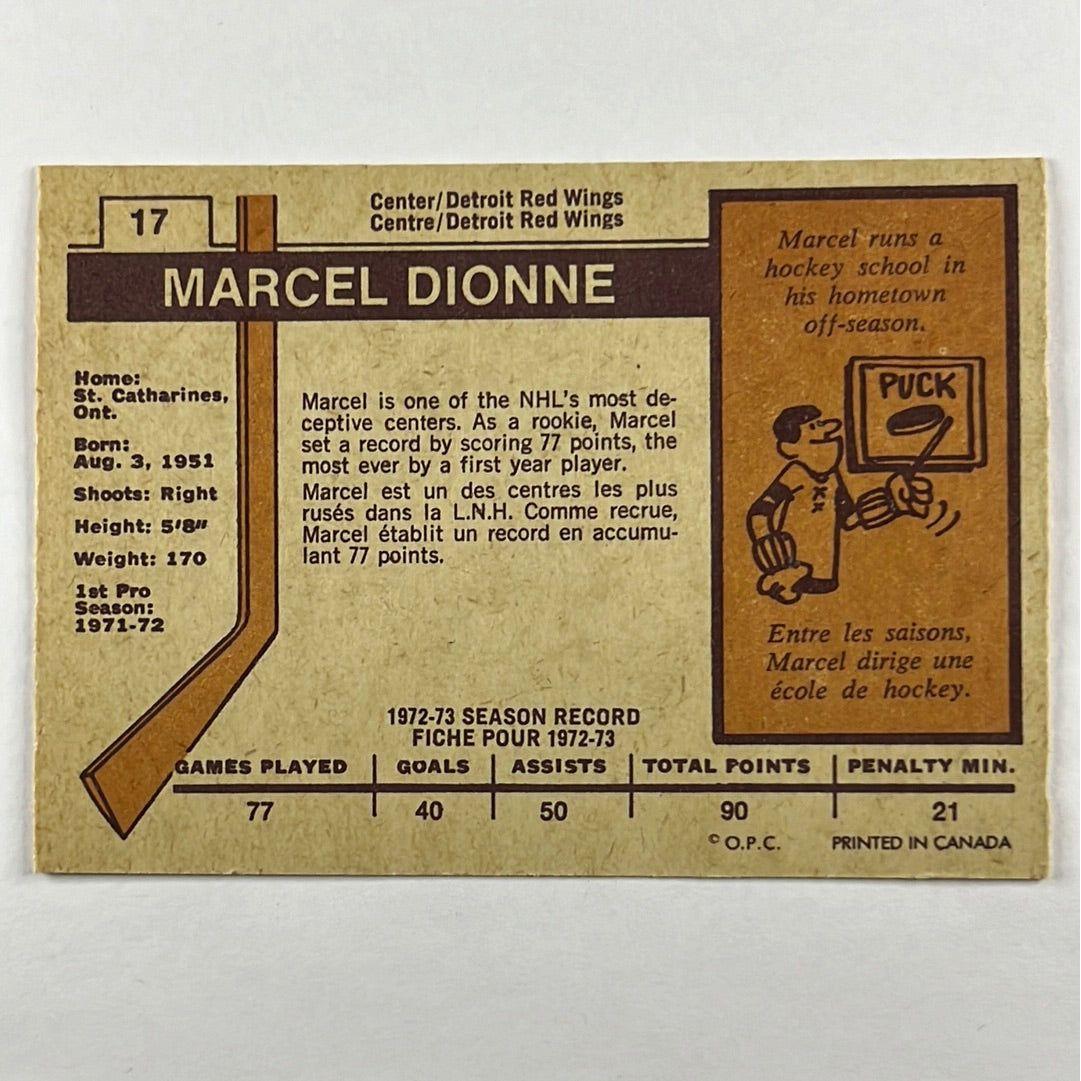 17
Center/Detroit Red Wings
Centre/Detroit Red Wings
MARCEL DIONNE
Home:
St. Catharines,
Ont.
Born:
Aug. 3, 1951
Shoots: Right
Height: 5'8"
Weight: 170
1st Pro
Season:
1971-72
Marcel is one of the NHL's most de-
ceptive centers. As a rookie, Marcel
set a record by scoring 77 points, the
most ever by a first year player.
Marcel est un des centres les plus
rusés dans la L.N.H. Comme recrue,
Marcel établit un record en accumu-
lant 77 points.
Marcel runs a
hockey school in
his hometown
off-season.
PUCK
Entre les saisons,
Marcel dirige une
école de hockey.
1972-73 SEASON RECORD
FICHE POUR 1972-73
GAMES PLAYED GOALS ASSISTS TOTAL POINTS PENALTY MIN.
77 40 50 90 21
© O.P.C. PRINTED IN CANADA